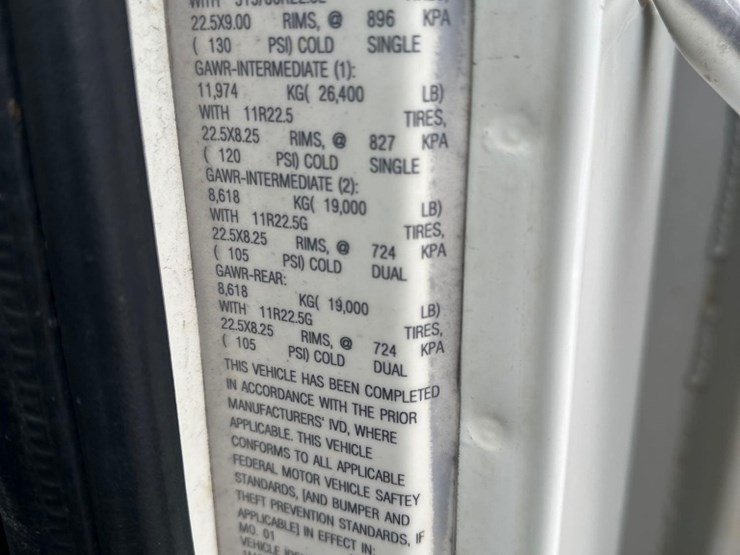 WITH 315/80R22.5L
22.5X9.00 RIMS, @ 896 KPA
( 130 PSI) COLD SINGLE
GAWR-INTERMEDIATE (1):
11,974 KG( 26,400 LB)
WITH 11R22.5 TIRES,
22.5X8.25 RIMS, @ 827 KPA
( 120 PSI) COLD SINGLE
GAWR-INTERMEDIATE (2):
8,618 KG( 19,000 LB)
WITH 11R22.5G TIRES,
22.5X8.25 RIMS, @ 724 KPA
( 105 PSI) COLD DUAL
GAWR-REAR:
8,618 KG( 19,000 LB)
WITH 11R22.5G TIRES,
22.5X8.25 RIMS, @ 724 KPA
( 105 PSI) COLD DUAL
THIS VEHICLE HAS BEEN COMPLETED
IN ACCORDANCE WITH THE PRIOR
MANUFACTURERS' IVD, WHERE
APPLICABLE. THIS VEHICLE
CONFORMS TO ALL APPLICABLE
FEDERAL MOTOR VEHICLE SAFTEY
STANDARDS, [AND BUMPER AND
THEFT PREVENTION STANDARDS, IF
APPLICABLE] IN EFFECT IN:
MO. 01
VEHICLE